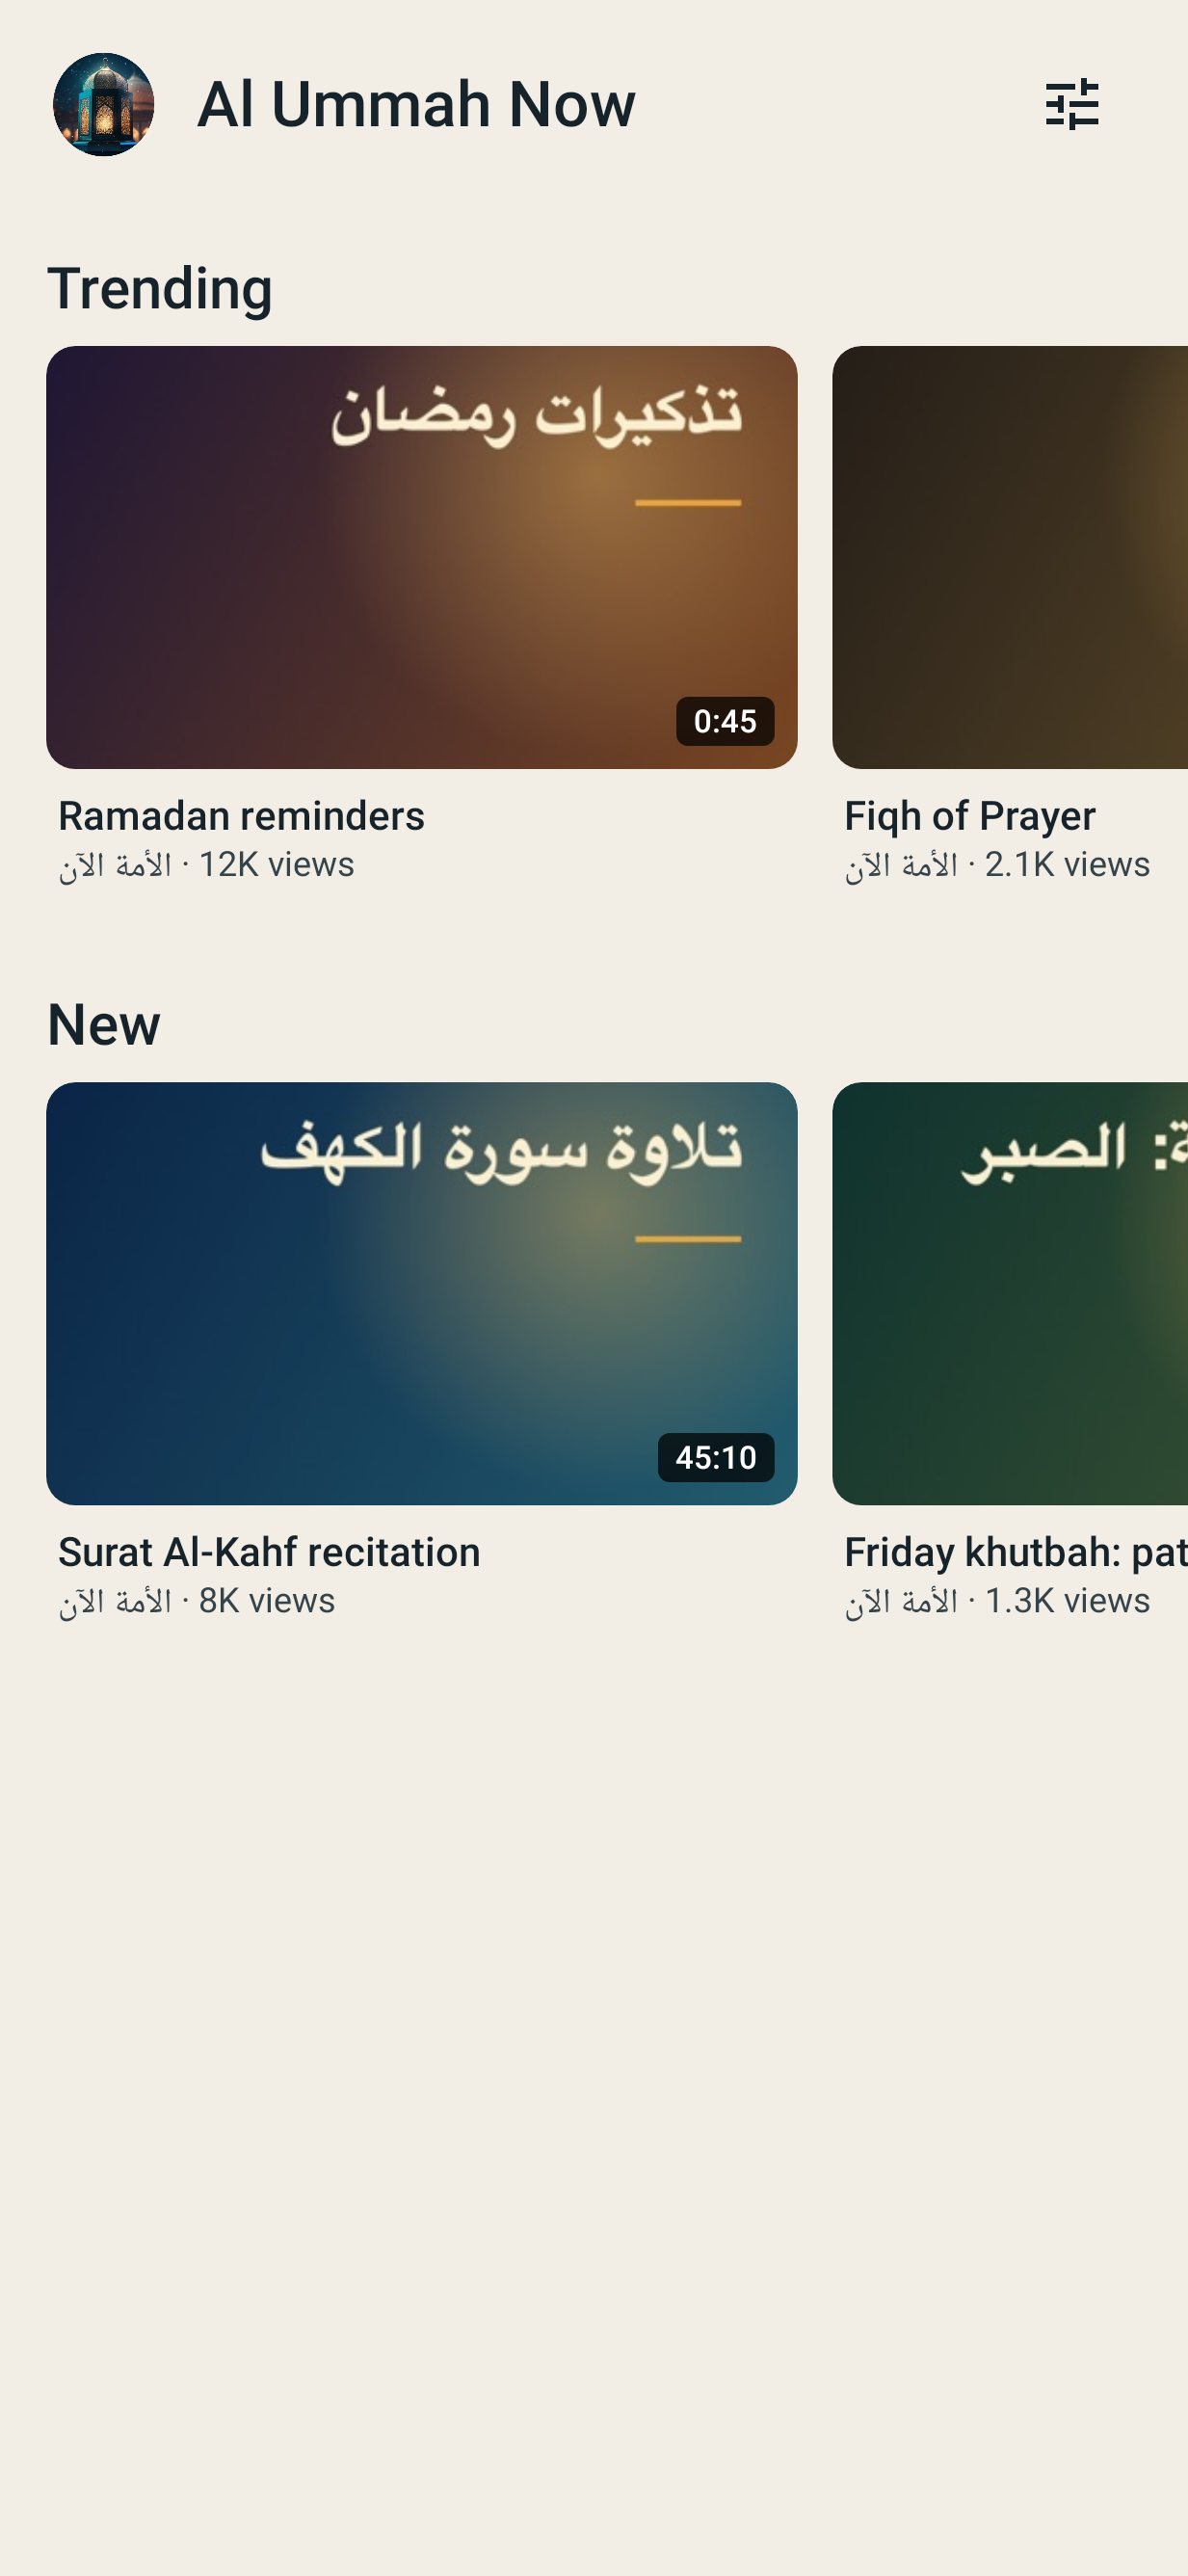 Al Ummah Now
Trending
تذكيرات رمضان
0:45
Ramadan reminders
الأمة الآن · 12K views
Fiqh of Prayer
الأمة الآن · 2.1K views
New
تلاوة سورة الكهف
45:10
Surat Al-Kahf recitation
الأمة الآن · 8K views
ة: الصبر
Friday khutbah: pat
الأمة الآن · 1.3K views